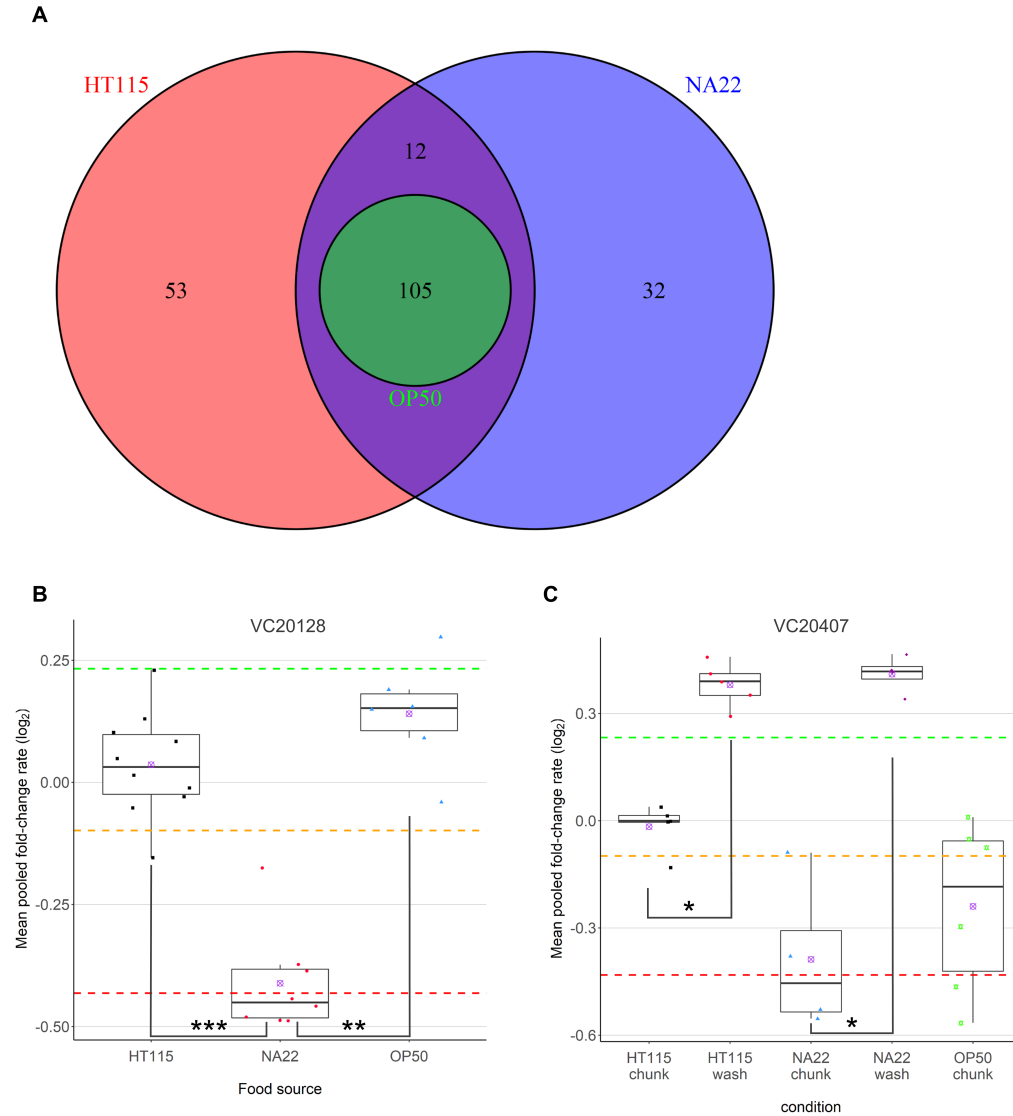 A
HT115
NA22
12
53
105
32
OP50
B
VC20128
Mean pooled fold-change rate (log2)
0.25
0.00
-0.25
-0.50
***
**
HT115
NA22
OP50
Food source
C
VC20407
Mean pooled fold-change rate (log2)
0.3
0.0
-0.3
-0.6
*
*
HT115 chunk
HT115 wash
NA22 chunk
NA22 wash
OP50 chunk
condition